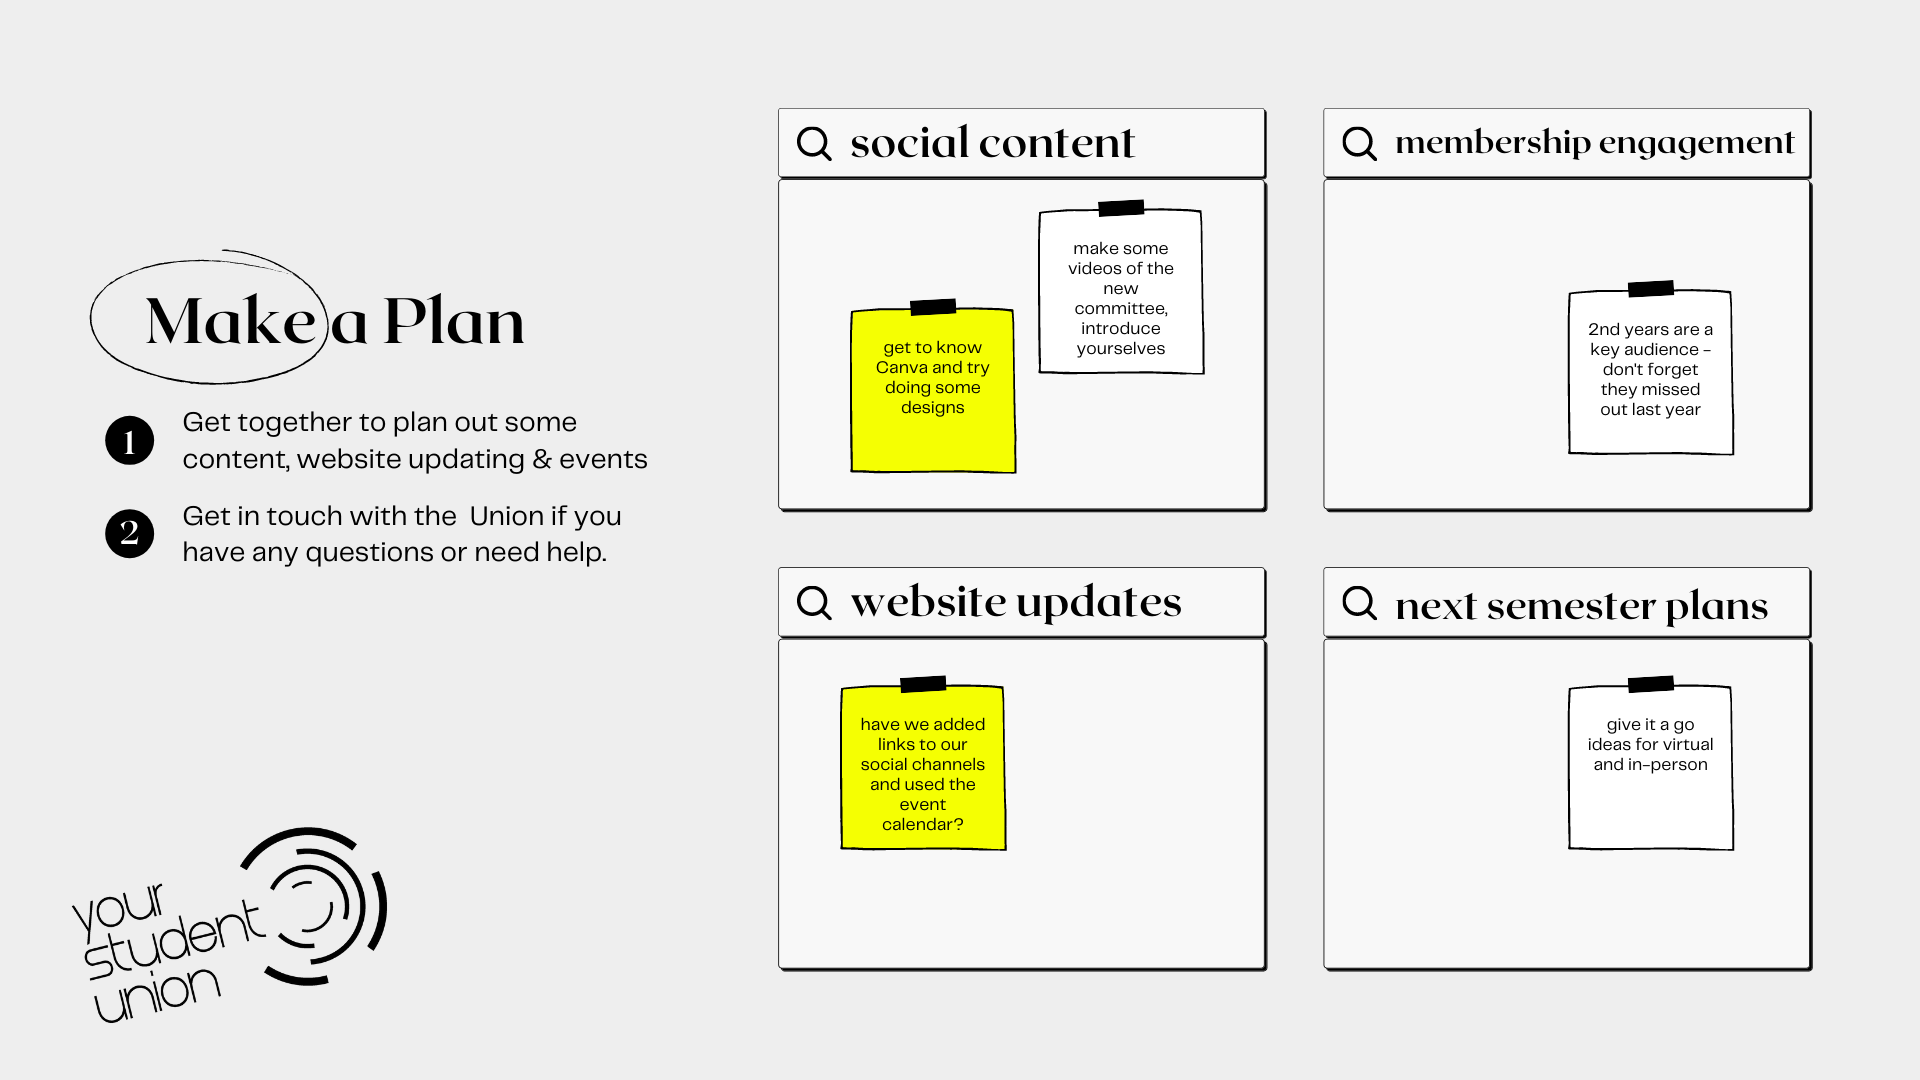 Make a Plan
1
Get together to plan out some
content, website updating & events
2
Get in touch with the  Union if you
have any questions or need help.
your
student
union
social content
make some
videos of the
new
committee,
introduce
yourselves
get to know
Canva and try
doing some
designs
membership engagement
2nd years are a
key audience -
don't forget
they missed
out last year
website updates
have we added
links to our
social channels
and used the
event
calendar?
next semester plans
give it a go
ideas for virtual
and in-person